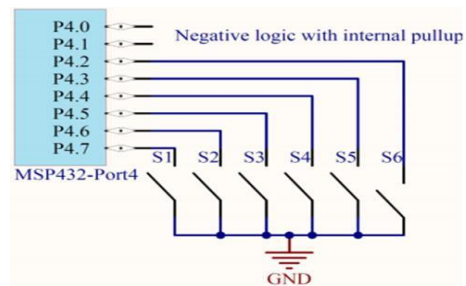 P4.0
P4.1
Negative logic with internal pullup
P4.2
P4.3
P4.4
P4.5
P4.6
P4.7
S1 S2 S3 S4 S5 S6
MSP432-Port4
GND